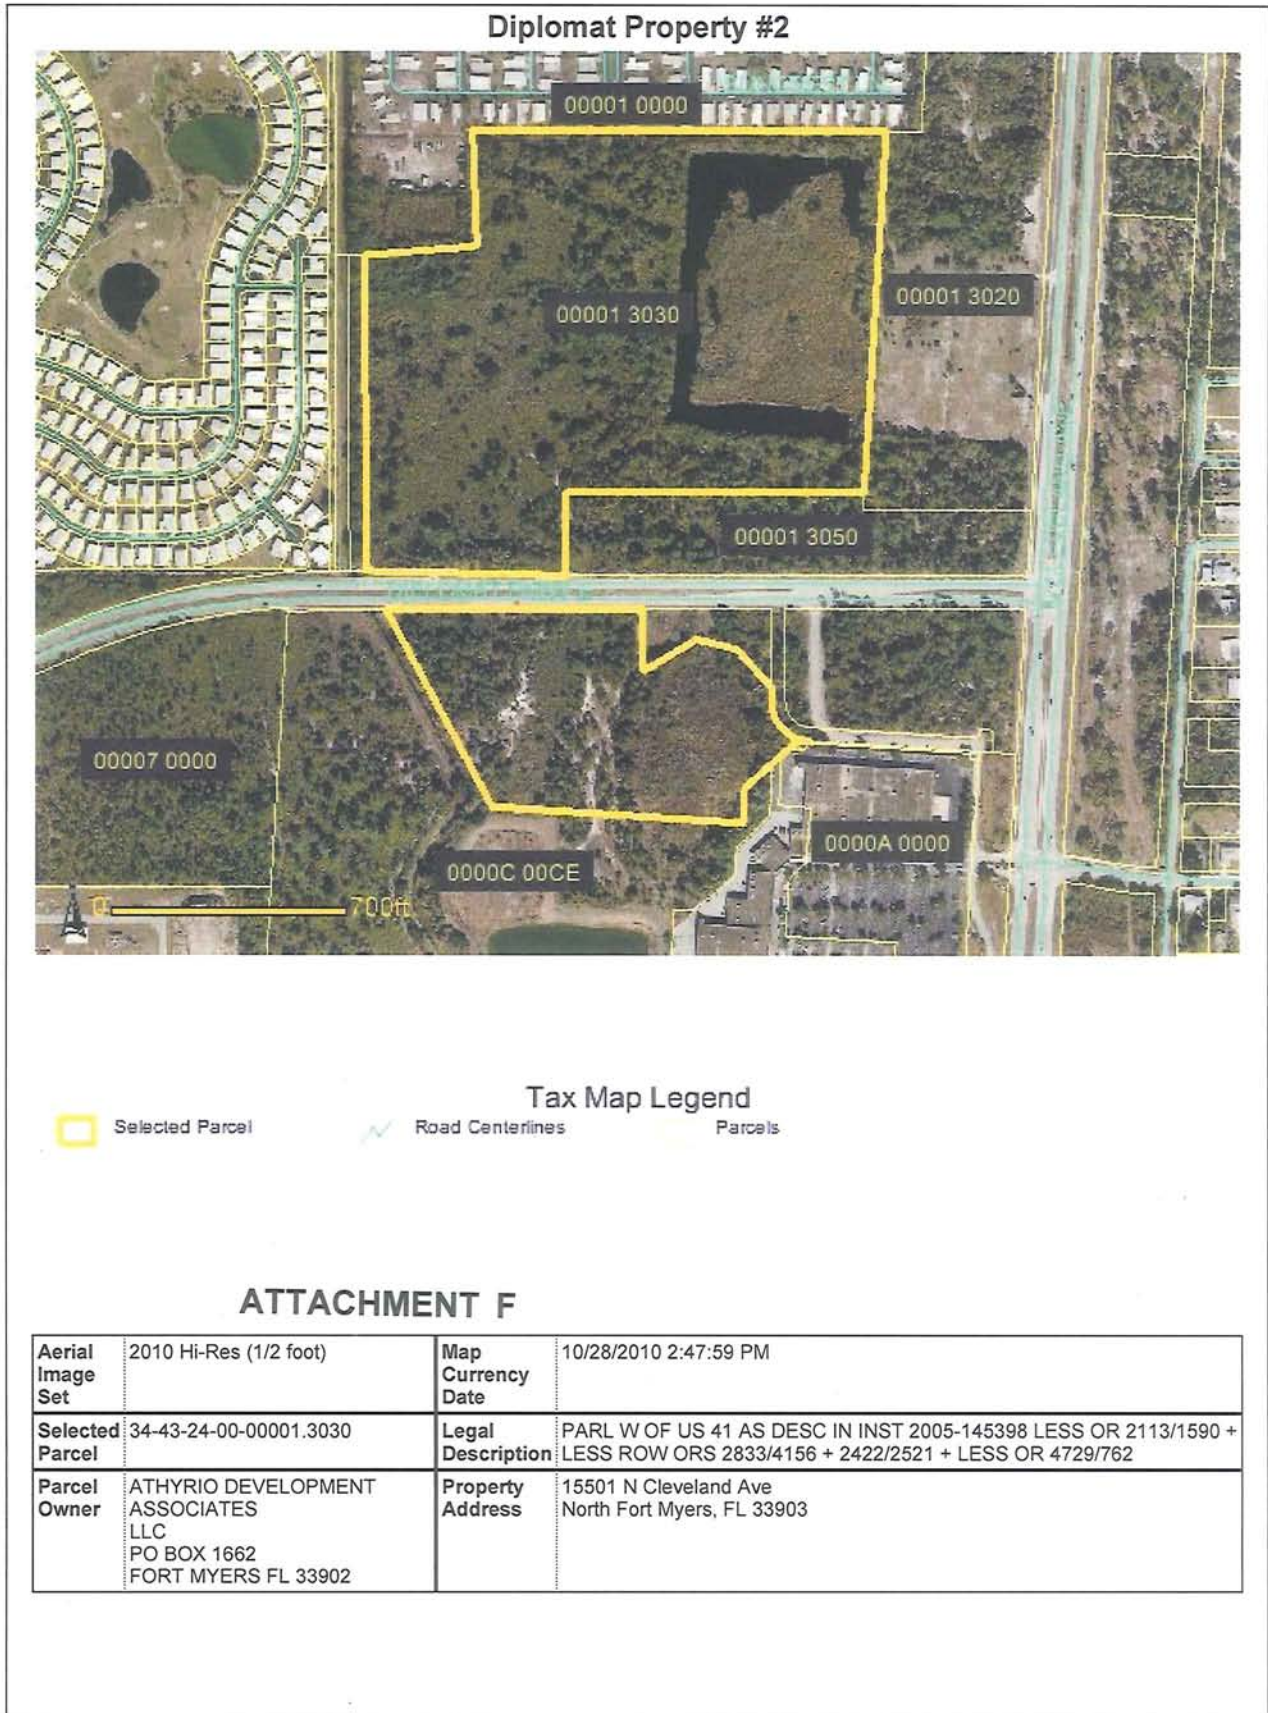 Diplomat Property #2
00001 0000
00001 3030
00001 3020
00001 3050
00007 0000
0000C 00CE
0000A 0000
0 700ft
Tax Map Legend
Selected Parcel Road Centerlines Parcels
ATTACHMENT F
Aerial Image Set 2010 Hi-Res (1/2 foot) Map Currency Date 10/28/2010 2:47:59 PM
Selected Parcel 34-43-24-00-00001.3030 Legal Description PARL W OF US 41 AS DESC IN INST 2005-145398 LESS OR 2113/1590 +
LESS ROW ORS 2833/4156 + 2422/2521 + LESS OR 4729/762
Parcel Owner ATHYRIO DEVELOPMENT
ASSOCIATES
LLC
PO BOX 1662
FORT MYERS FL 33902
Property Address 15501 N Cleveland Ave
North Fort Myers, FL 33903